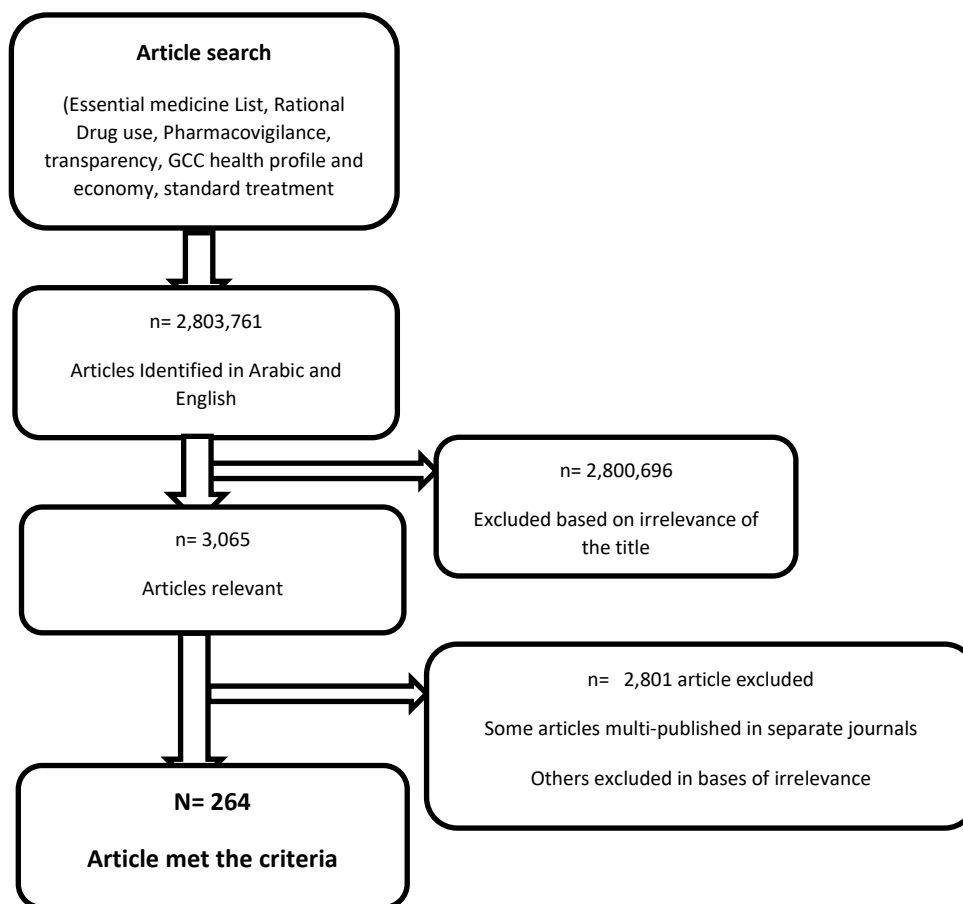 Article search
(Essential medicine List, Rational
Drug use, Pharmacovigilance,
transparency, GCC health profile and
economy, standard treatment
n= 2,803,761
Articles Identified in Arabic and
English
n= 2,800,696
Excluded based on irrelevance of
the title
n= 3,065
Articles relevant
n= 2,801 article excluded
Some articles multi-published in separate journals
Others excluded in bases of irrelevance
N= 264
Article met the criteria